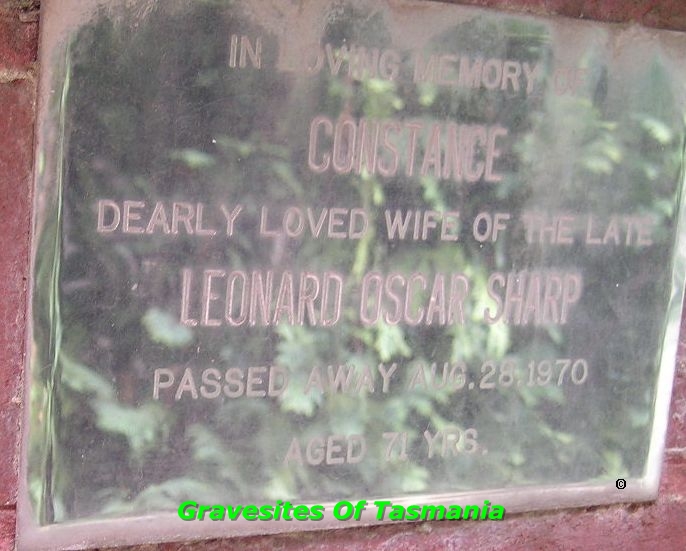 IN LOVING MEMORY OF
CONSTANCE
DEARLY LOVED WIFE OF THE LATE
LEONARD OSCAR SHARP
PASSED AWAY AUG. 28, 1970
AGED 71 YRS.
©
Gravesites Of Tasmania